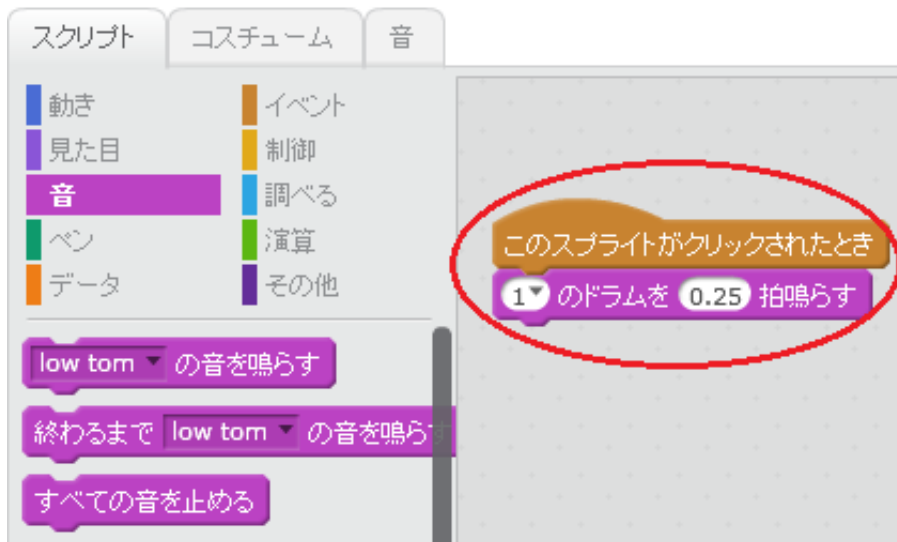 スクリプト コスチューム 音
動き イベント
見た目 制御
音 調べる
ペン 演算
データ その他
このスプライトがクリックされたとき
1 のドラムを 0.25 拍鳴らす
low tom の音を鳴らす
終わるまで low tom の音を鳴らす
すべての音を止める